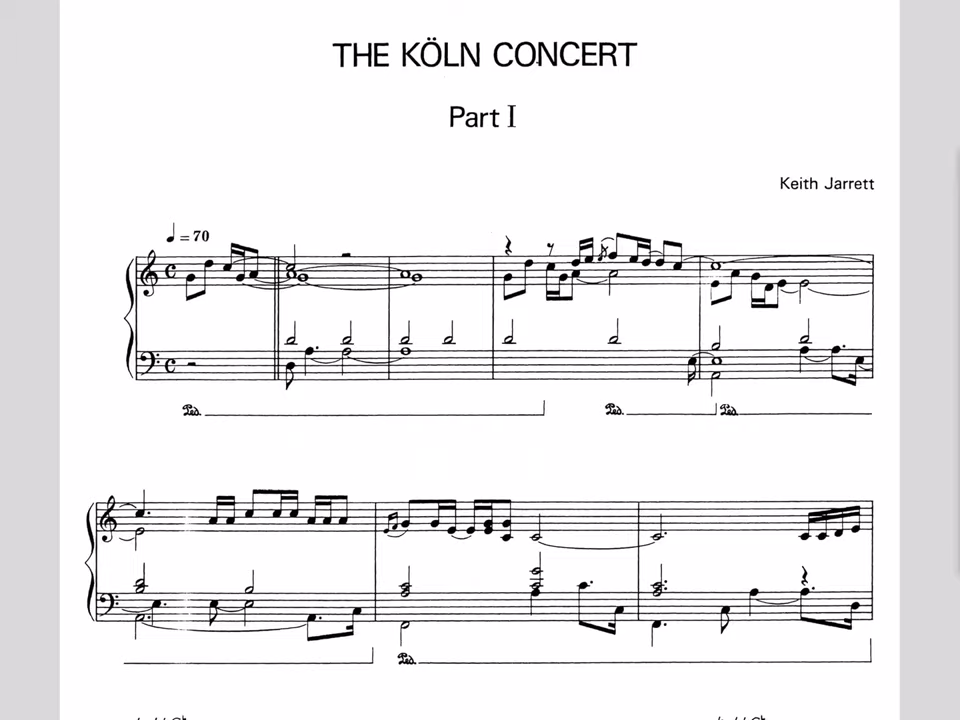 THE KÖLN CONCERT
Part I
Keith Jarrett
♩ = 70
Ped. Ped. Ped.
Ped.